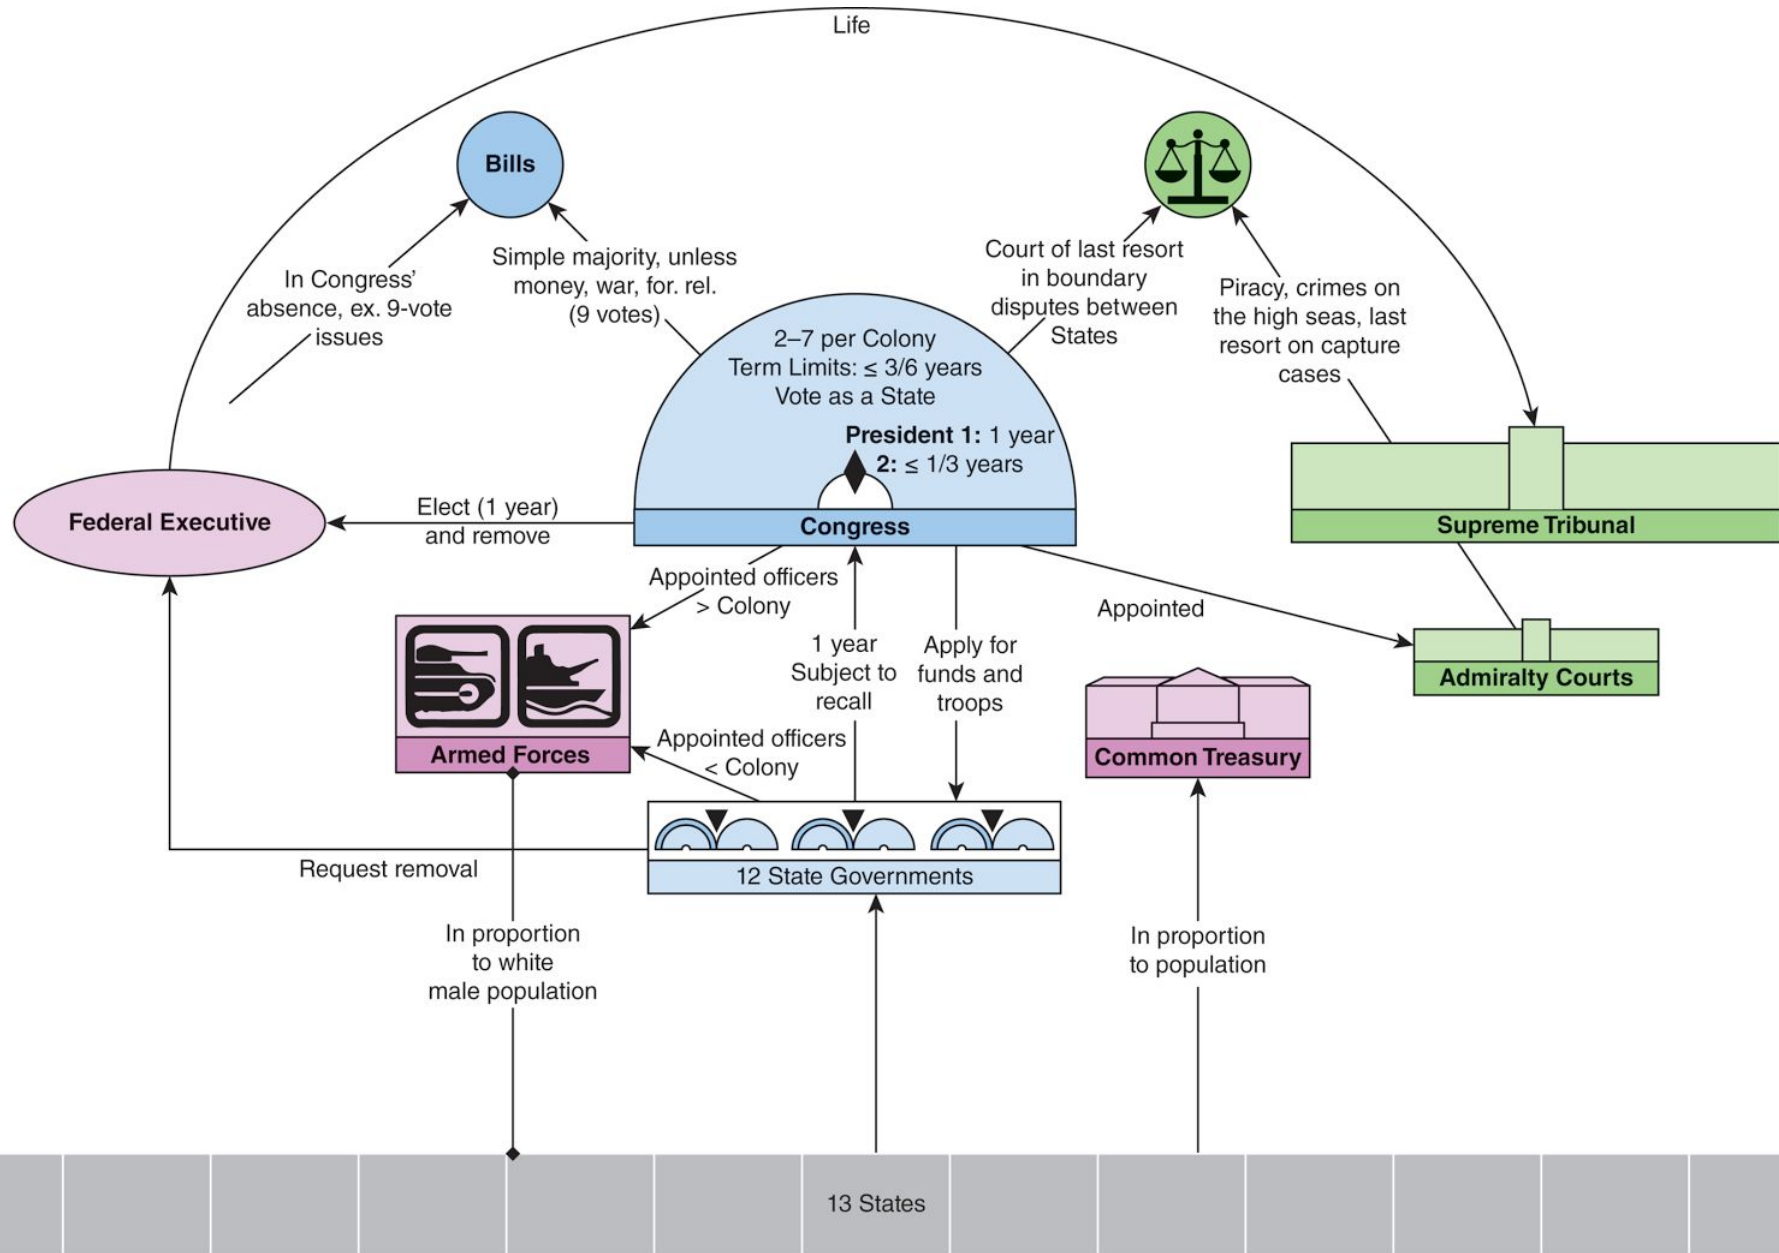 Life
Bills
In Congress’
absence, ex. 9-vote
issues
Simple majority, unless
money, war, for. rel.
(9 votes)
Court of last resort
in boundary
disputes between
States
Piracy, crimes on
the high seas, last
resort on capture
cases
2–7 per Colony
Term Limits: ≤ 3/6 years
Vote as a State
President 1: 1 year
2: ≤ 1/3 years
Congress
Federal Executive
Elect (1 year)
and remove
Supreme Tribunal
Appointed officers
> Colony
Appointed
Admiralty Courts
1 year
Subject to
recall
Apply for
funds and
troops
Armed Forces
Appointed officers
< Colony
Common Treasury
12 State Governments
Request removal
In proportion
to white
male population
In proportion
to population
13 States